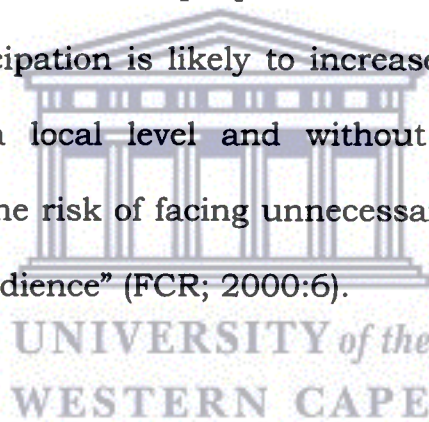 cipation is likely to increase
local level and without
he risk of facing unnecessa
dience” (FCR; 2000:6).
UNIVERSITY of the
WESTERN CAPE